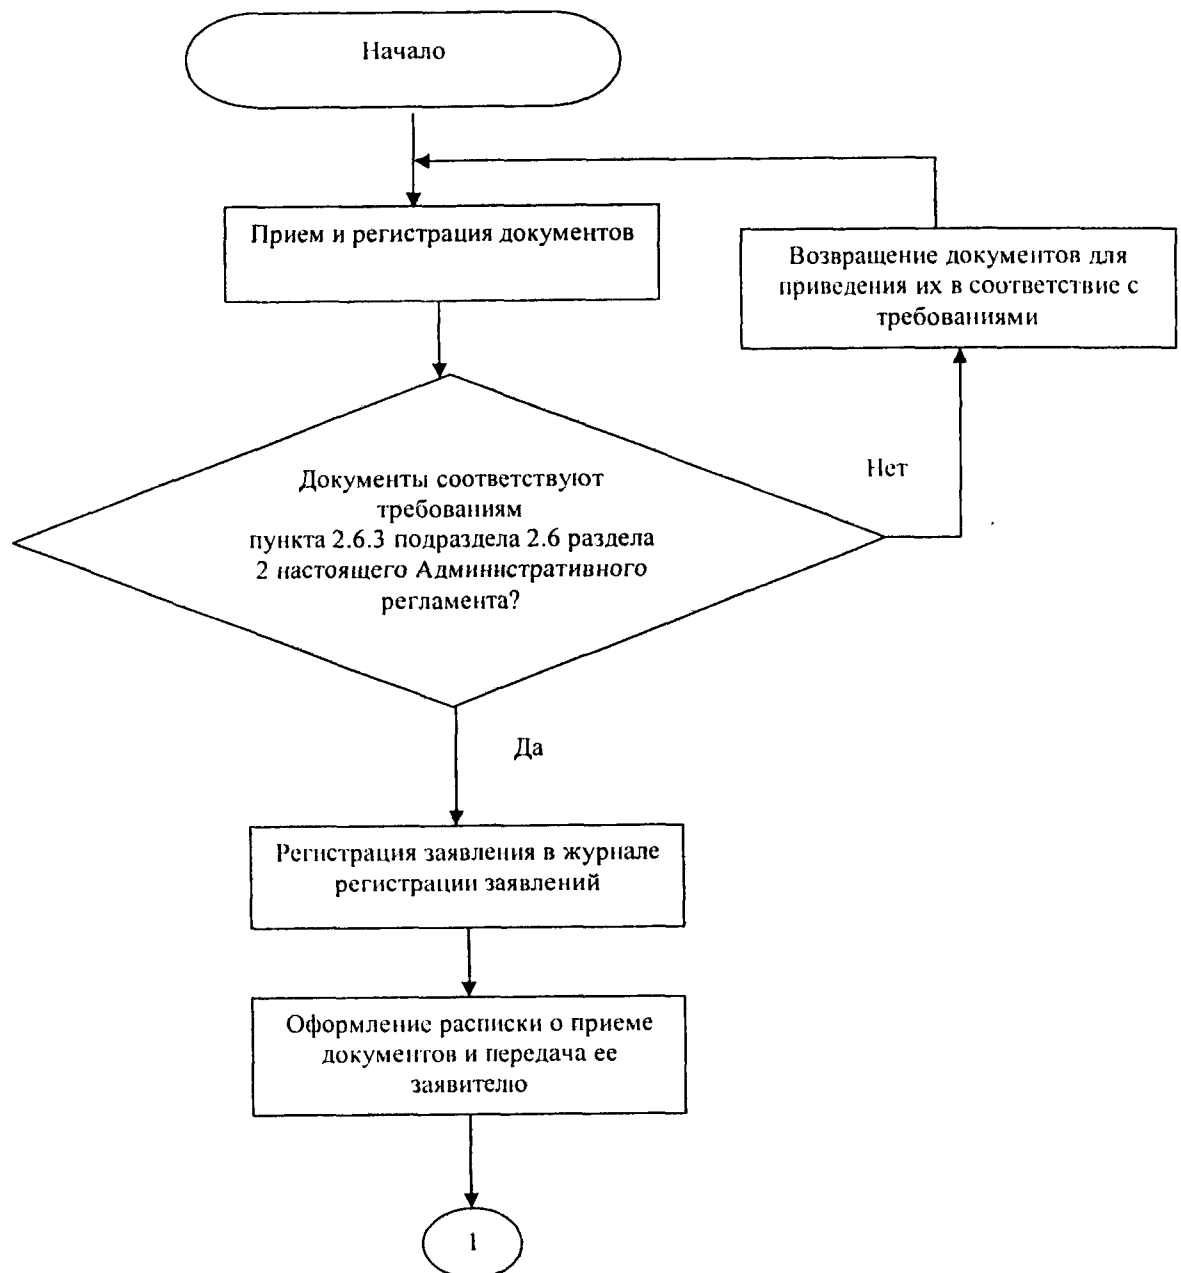 Начало
Прием и регистрация документов
Возвращение документов для
приведения их в соответствие с
требованиями
Документы соответствуют
требованиям
пункта 2.6.3 подраздела 2.6 раздела
2 настоящего Административного
регламента?
Нет
Да
Регистрация заявления в журнале
регистрации заявлений
Оформление расписки о приеме
документов и передача ее
заявителю
1